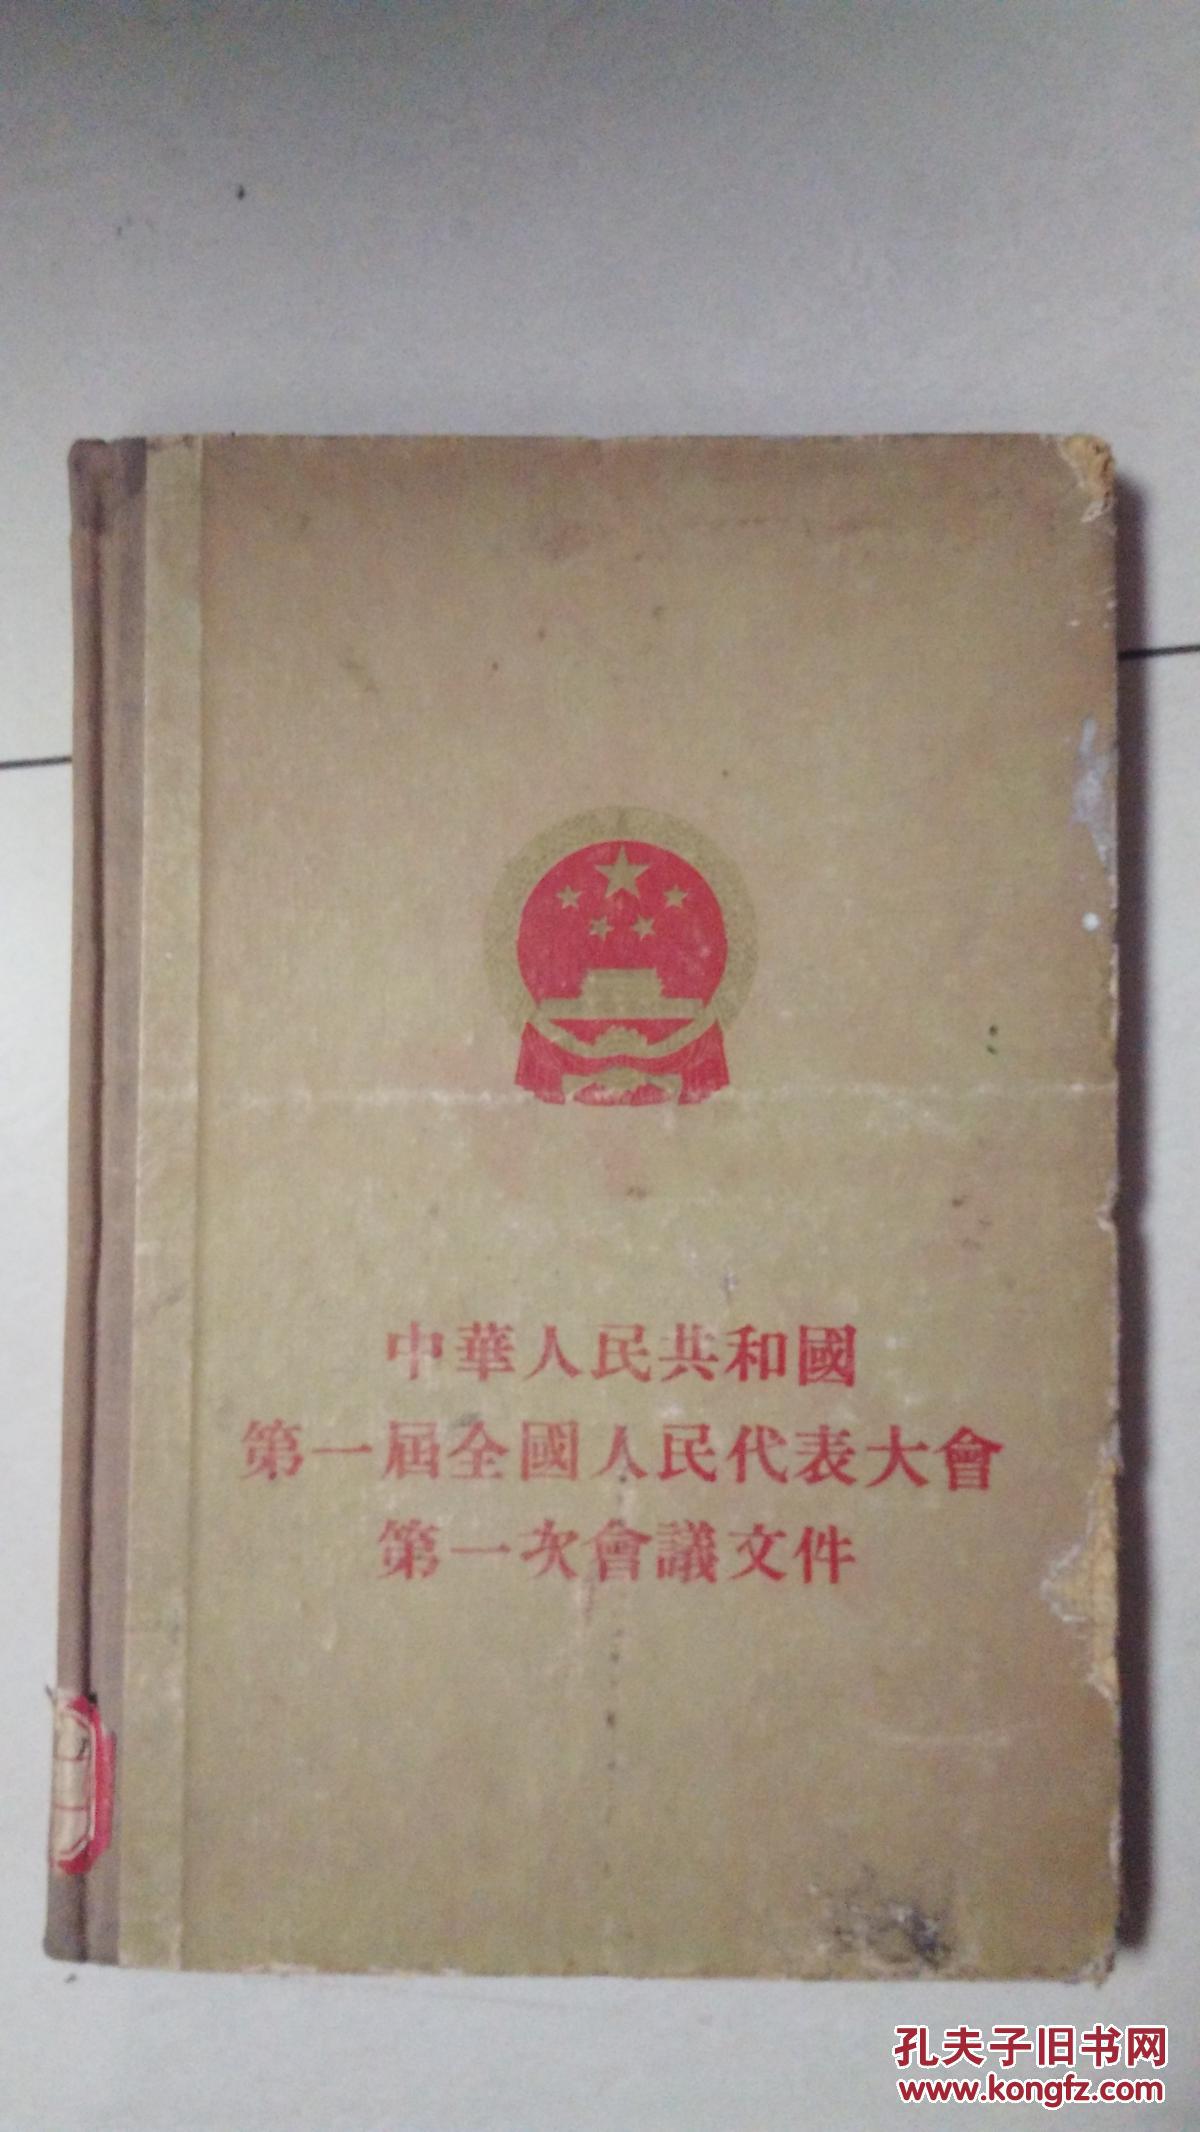 中華人民共和國
第一屆全國人民代表大會
第一次會議文件
孔夫子旧书网
www.kongfz.com